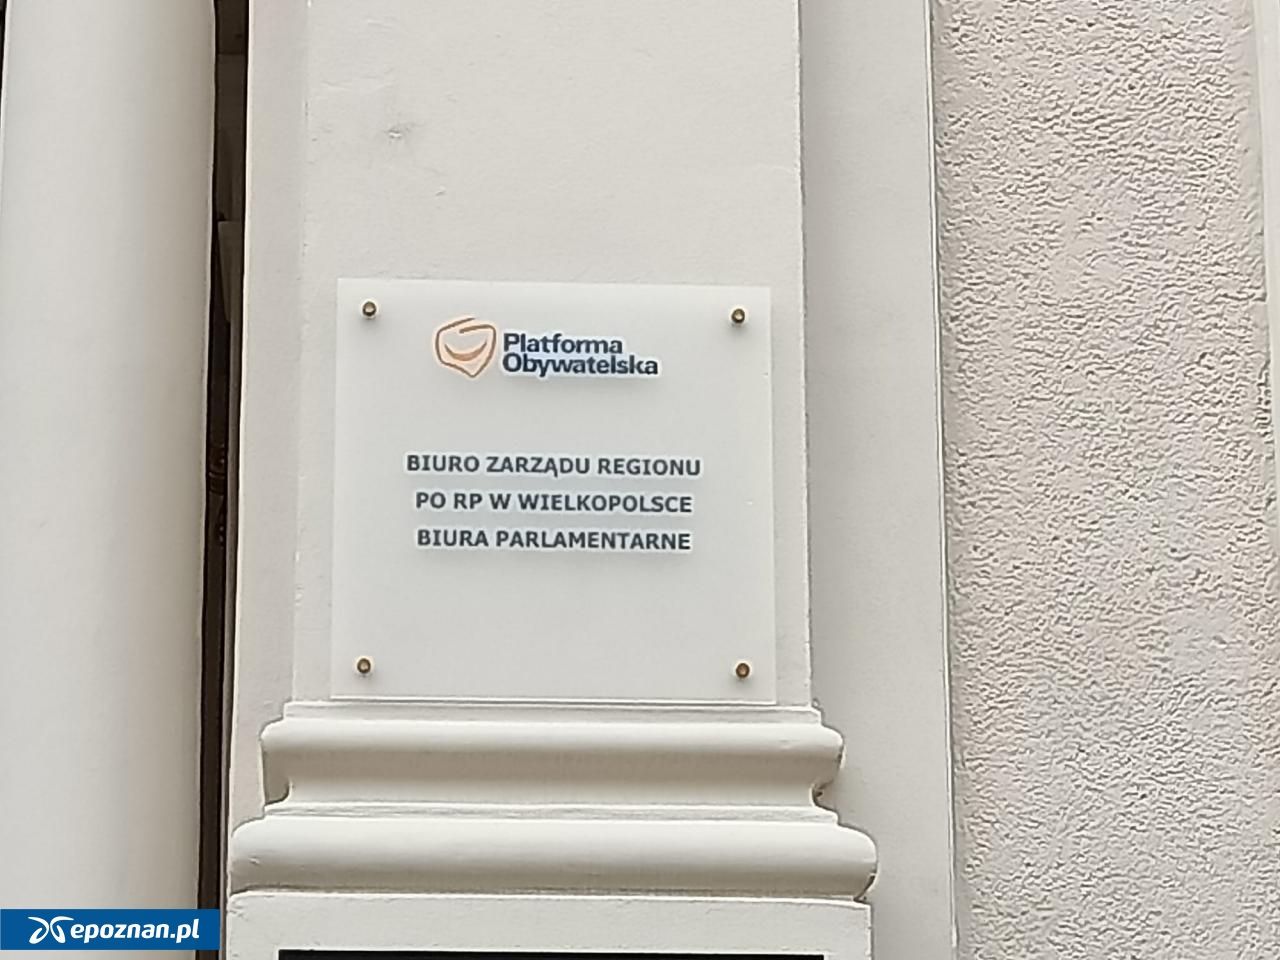 Platforma
Obywatelska
BIURO ZARZĄDU REGIONU
PO RP W WIELKOPOLSCE
BIURA PARLAMENTARNE
epoznan.pl